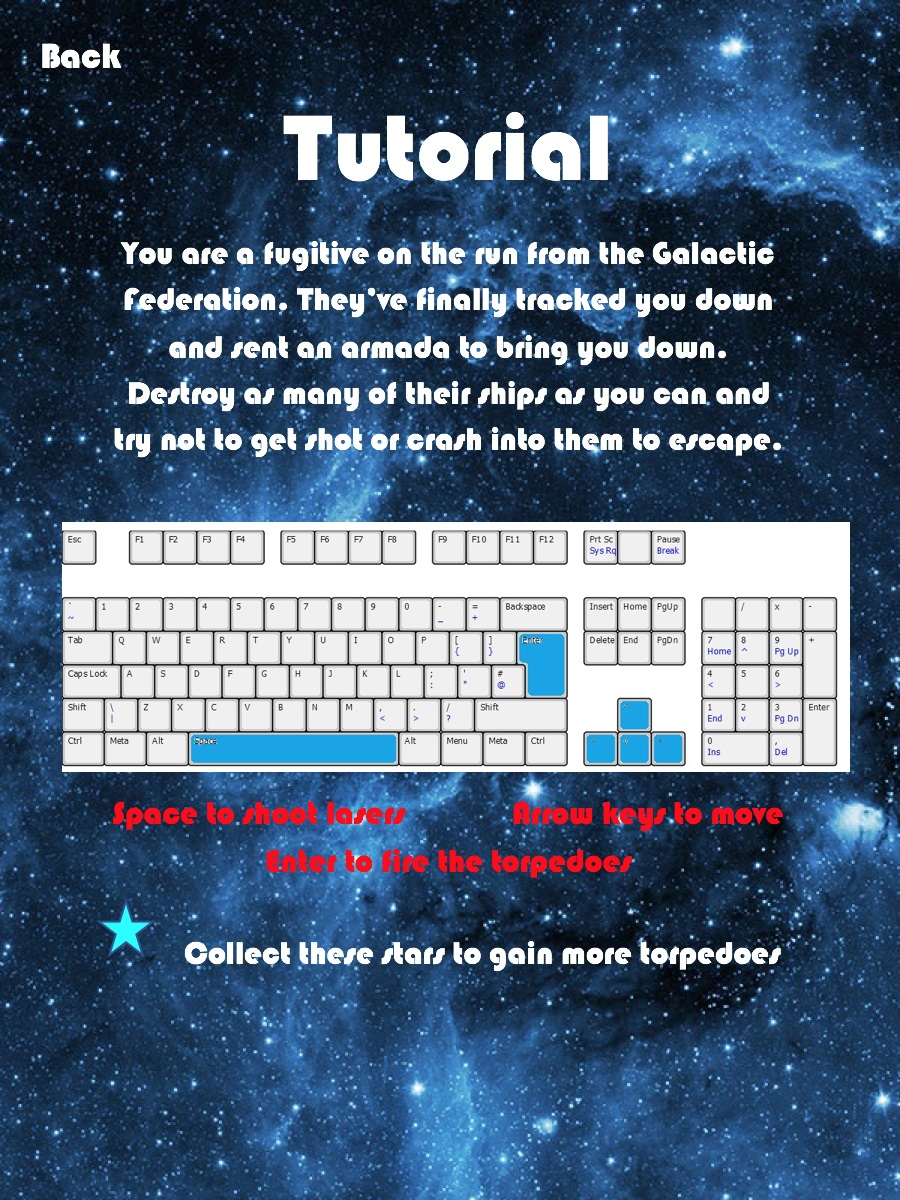 Back
Tutorial
You are a fugitive on the run from the Galactic
Federation. They've finally tracked you down
and sent an armada to bring you down.
Destroy as many of their ships as you can and
try not to get shot or crash into them to escape.
Esc F1 F2 F3 F4 F5 F6 F7 F8 F9 F10 F11 F12 Prt Sc Pause
Sys Rq Break
` 1 2 3 4 5 6 7 8 9 0 - = Backspace Insert Home PgUp / x -
~ _ +
Tab Q W E R T Y U I O P [ ] Enter Delete End PgDn 7 8 9 +
{ } Home ^ Pg Up
Caps Lock A S D F G H J K L ; ' # 4 5 6
: " @ < >
Shift \ Z X C V B N M , . / Shift 1 2 3 Enter
| < > ? End v Pg Dn
Ctrl Meta Alt Space Alt Menu Meta Ctrl 0 ,
Ins Del
Space to shoot lasers
Arrow keys to move
Enter to fire the torpedoes
Collect these stars to gain more torpedoes